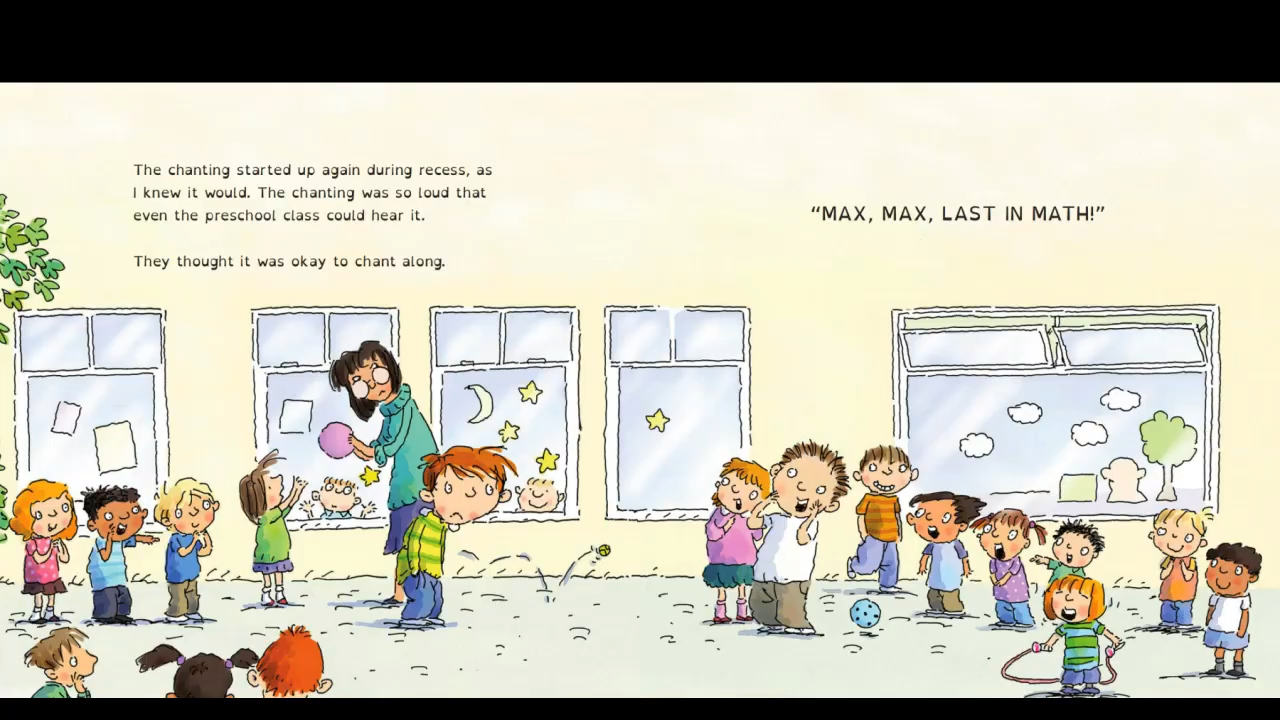 The chanting started up again during recess, as
I knew it would. The chanting was so loud that
even the preschool class could hear it.
They thought it was okay to chant along.
“MAX, MAX, LAST IN MATH!”